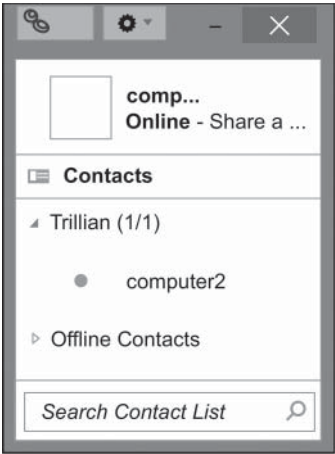 comp...
Online - Share a ...
Contacts
Trillian (1/1)
computer2
Offline Contacts
Search Contact List